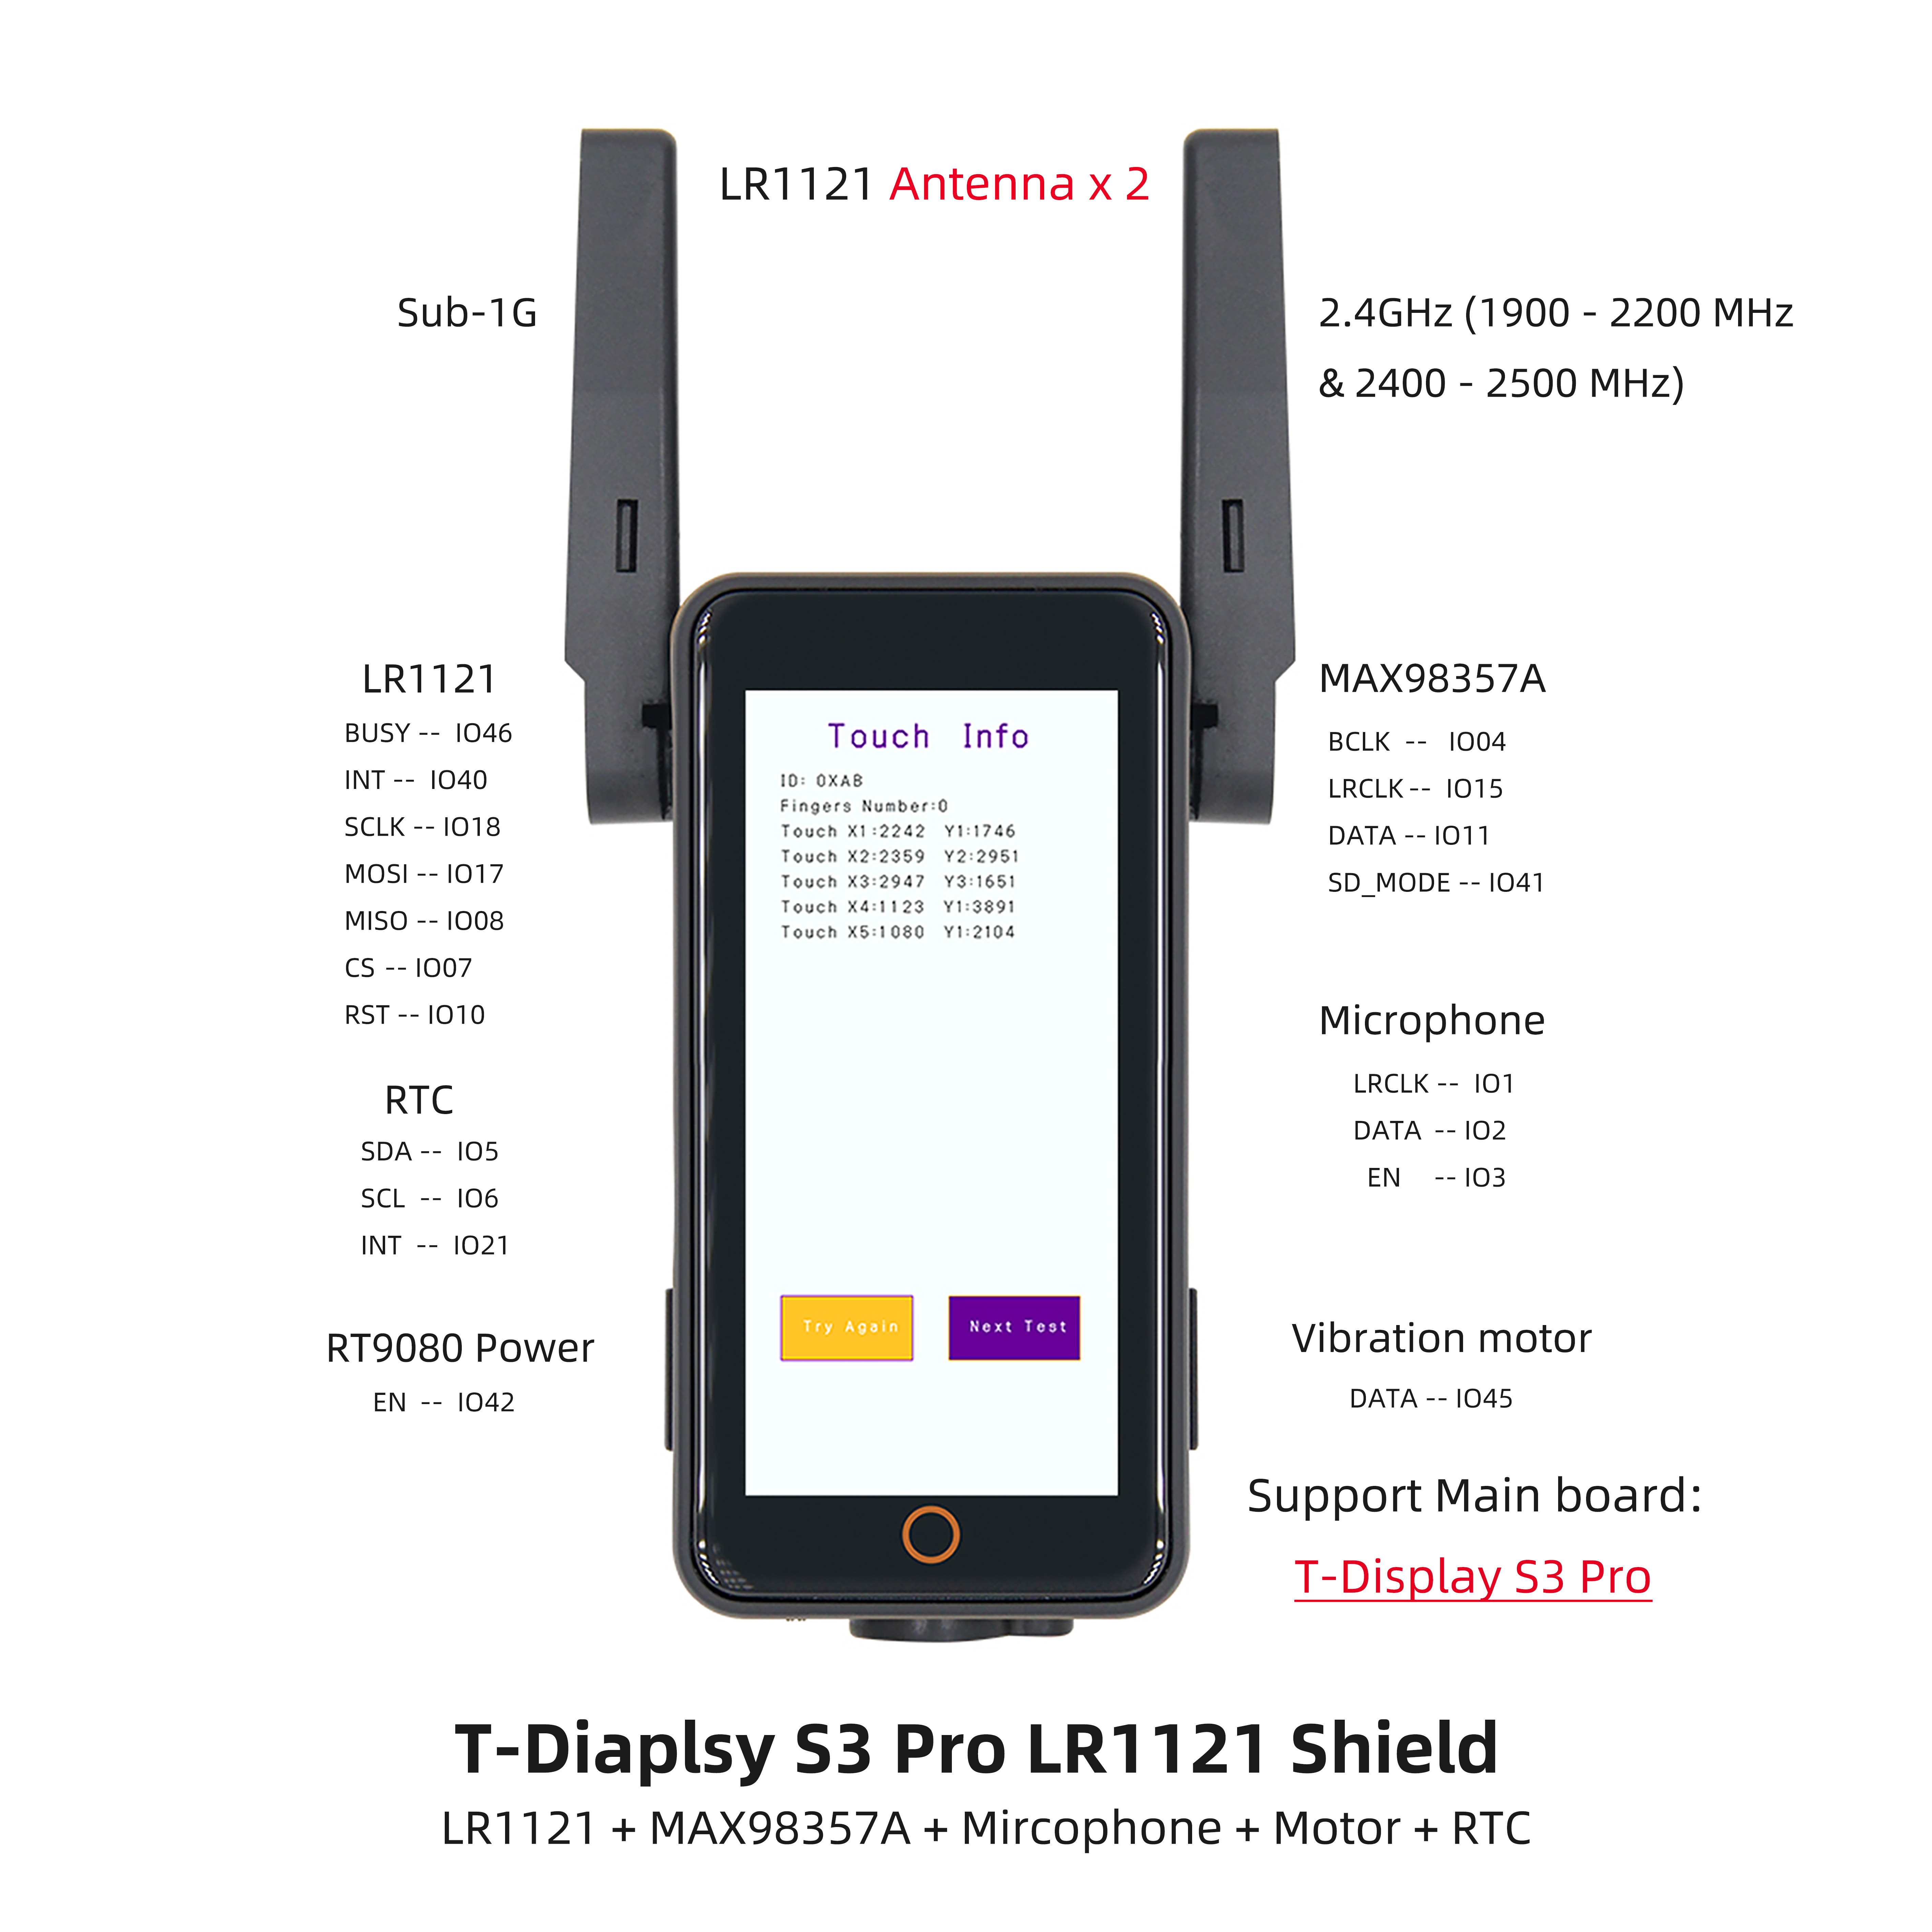 LR1121 Antenna x 2
Sub-1G
2.4GHz (1900 - 2200 MHz
& 2400 - 2500 MHz)
LR1121
BUSY -- IO46
INT -- IO40
SCLK -- IO18
MOSI -- IO17
MISO -- IO08
CS -- IO07
RST -- IO10
RTC
SDA -- IO5
SCL -- IO6
INT -- IO21
RT9080 Power
EN -- IO42
Touch Info
ID: 0XAB
Fingers Number:0
Touch X1:2242 Y1:1746
Touch X2:2359 Y2:2951
Touch X3:2947 Y3:1651
Touch X4:1123 Y1:3891
Touch X5:1080 Y1:2104
Try Again
Next Test
MAX98357A
BCLK -- IO04
LRCLK -- IO15
DATA -- IO11
SD_MODE -- IO41
Microphone
LRCLK -- IO1
DATA -- IO2
EN -- IO3
Vibration motor
DATA -- IO45
Support Main board:
T-Display S3 Pro
T-Diaplsy S3 Pro LR1121 Shield
LR1121 + MAX98357A + Mircophone + Motor + RTC